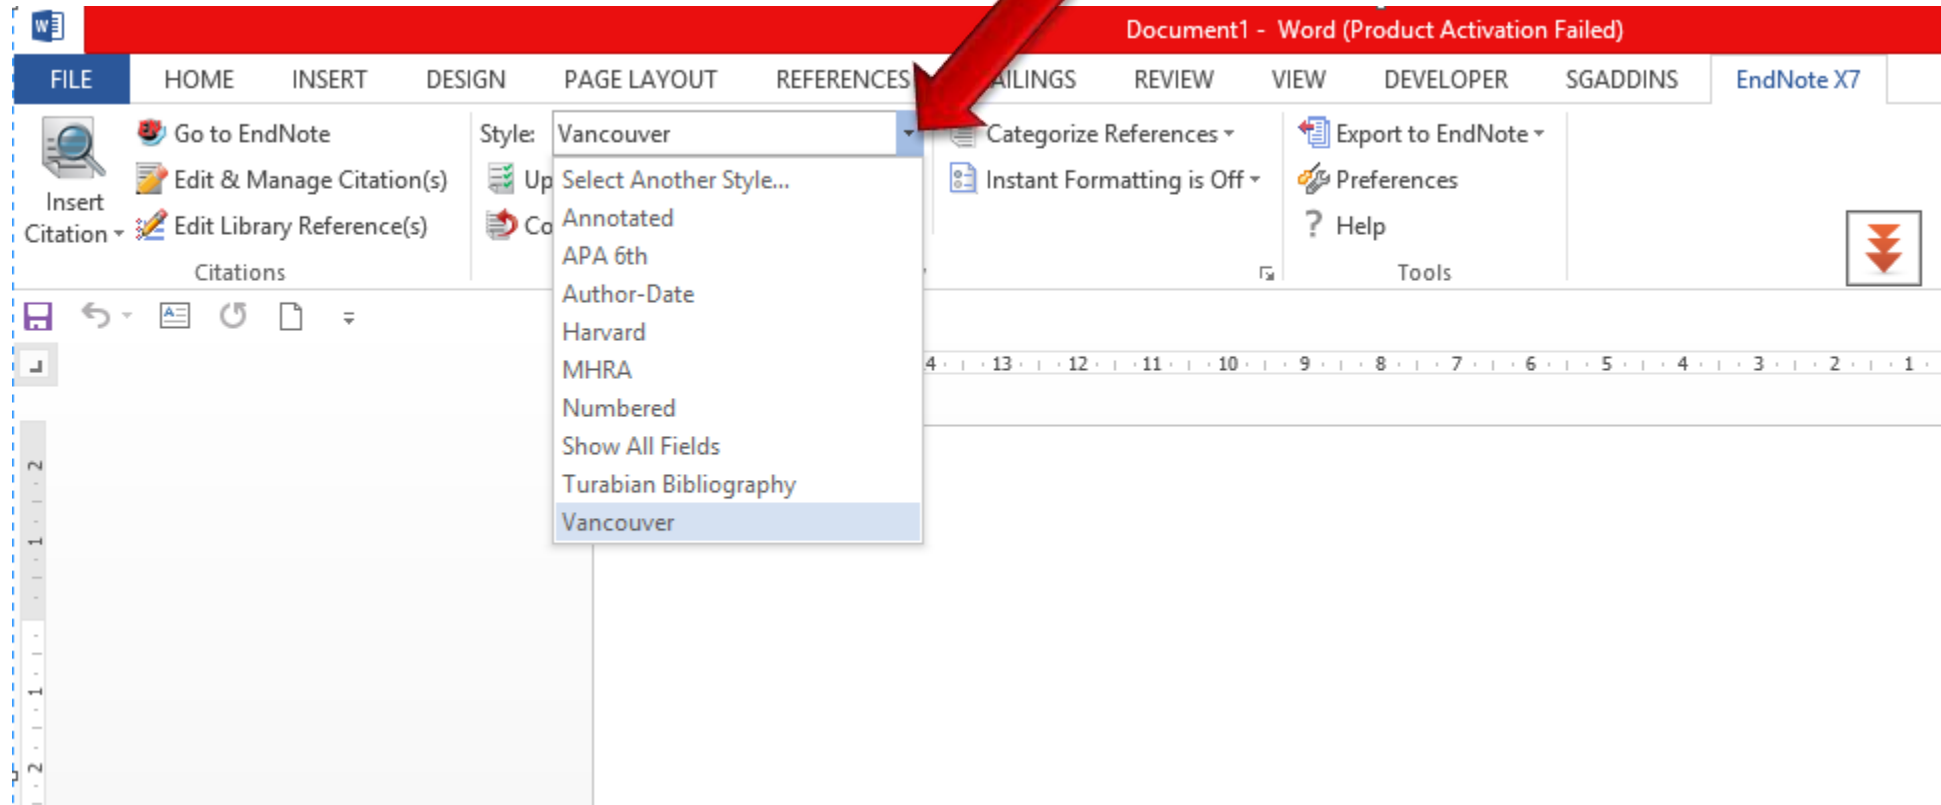 Document1 - Word (Product Activation Failed)
FILE HOME INSERT DESIGN PAGE LAYOUT REFERENCES AILINGS REVIEW VIEW DEVELOPER SGADDINS EndNote X7
Go to EndNote Style: Vancouver Categorize References Export to EndNote
Edit & Manage Citation(s) Up Select Another Style... Instant Formatting is Off Preferences
Insert
Citation Edit Library Reference(s) Co Annotated ? Help
APA 6th
Citations Tools
Author-Date
Harvard
MHRA
Numbered
Show All Fields
Turabian Bibliography
Vancouver
4 13 12 11 10 9 8 7 6 5 4 3 2 1
2
1
1
2